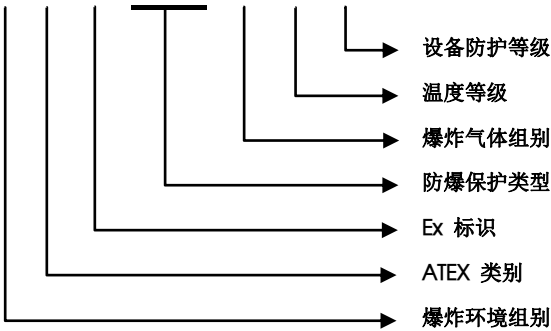 设备防护等级
温度等级
爆炸气体组别
防爆保护类型
Ex 标识
ATEX 类别
爆炸环境组别